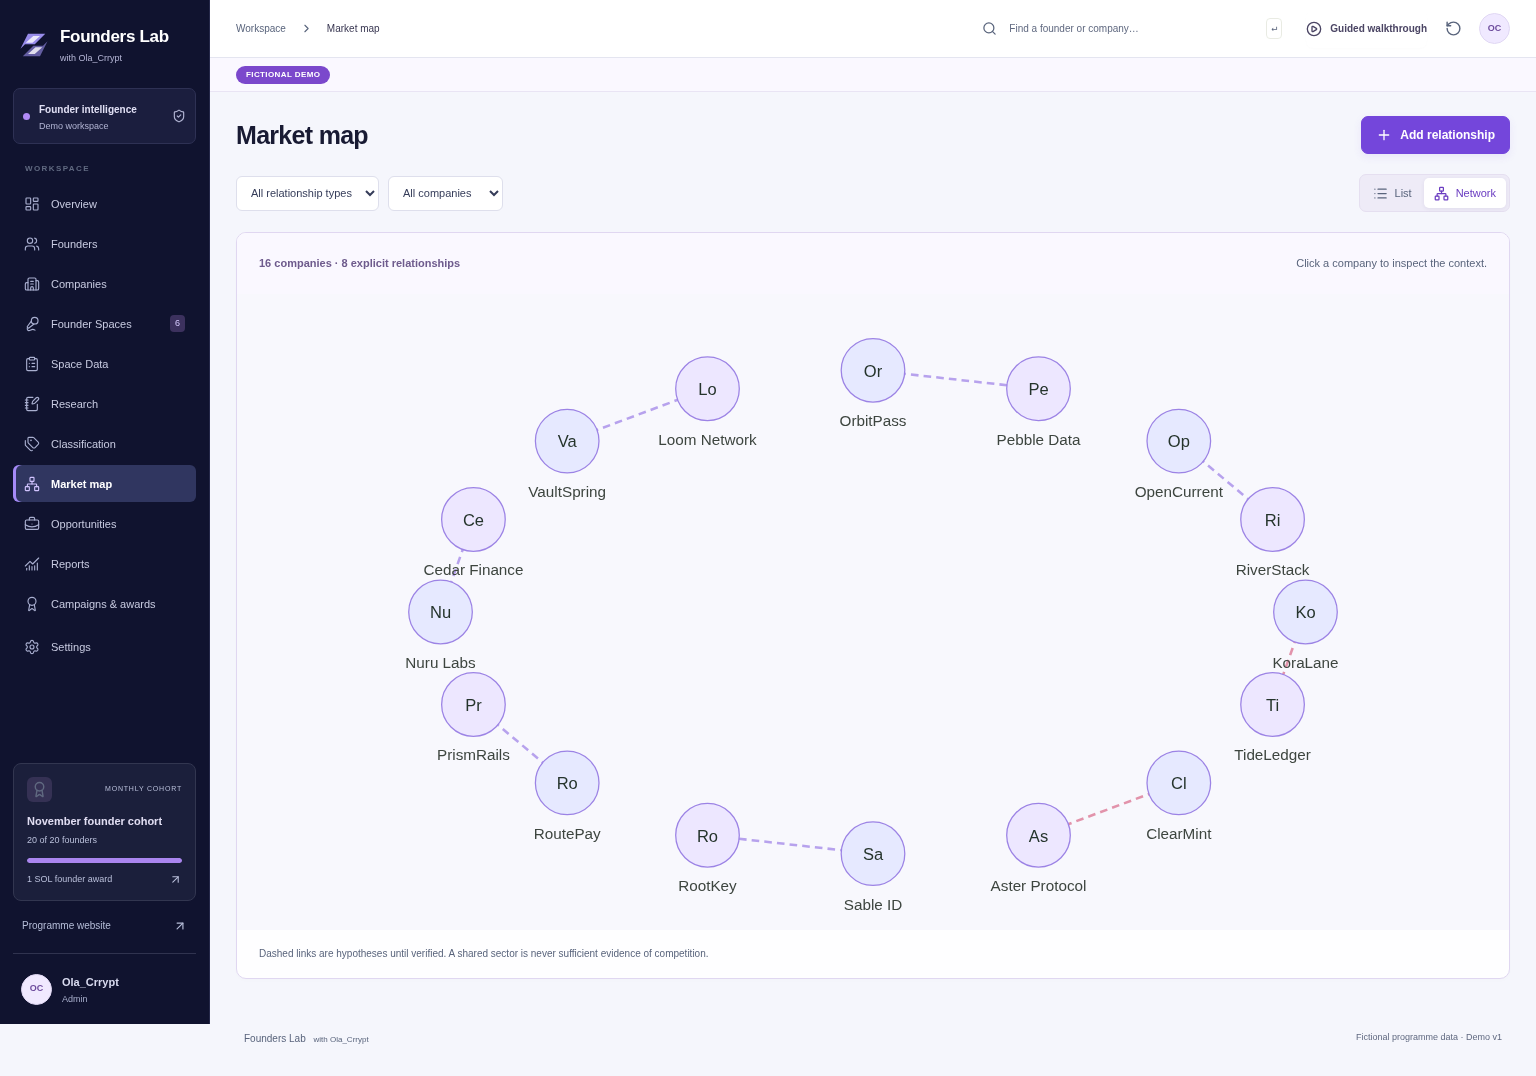 Founders Lab
with Ola_Crrypt
Founder intelligence
Demo workspace
WORKSPACE
Overview
Founders
Companies
Founder Spaces
6
Space Data
Research
Classification
Market map
Opportunities
Reports
Campaigns & awards
Settings
MONTHLY COHORT
November founder cohort
20 of 20 founders
1 SOL founder award
Programme website
OC
Ola_Crrypt
Admin
Workspace
Market map
Find a founder or company…
↵
Guided walkthrough
OC
FICTIONAL DEMO
Market map
Add relationship
All relationship types
All companies
List
Network
16 companies · 8 explicit relationships
Click a company to inspect the context.
Or
OrbitPass
Lo
Loom Network
Pe
Pebble Data
Va
VaultSpring
Op
OpenCurrent
Ce
Cedar Finance
Ri
RiverStack
Nu
Nuru Labs
Ko
KoraLane
Pr
PrismRails
Ti
TideLedger
Ro
RoutePay
Cl
ClearMint
Ro
RootKey
As
Aster Protocol
Sa
Sable ID
Dashed links are hypotheses until verified. A shared sector is never sufficient evidence of competition.
Founders Lab with Ola_Crrypt
Fictional programme data · Demo v1